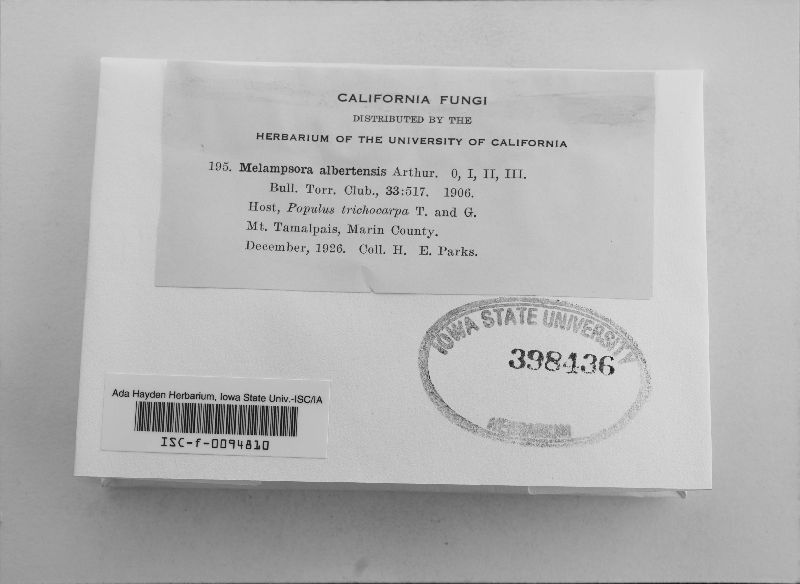 CALIFORNIA FUNGI
DISTRIBUTED BY THE
HERBARIUM OF THE UNIVERSITY OF CALIFORNIA
195. Melampsora albertensis Arthur. 0, I, II, III.
Bull. Torr. Club., 33:517. 1906.
Host, Populus trichocarpa T. and G.
Mt. Tamalpais, Marin County.
December, 1926. Coll. H. E. Parks.
IOWA STATE UNIVERSITY
398436
HERBARIUM
Ada Hayden Herbarium, Iowa State Univ.-ISC/IA
ISC-f-0094810